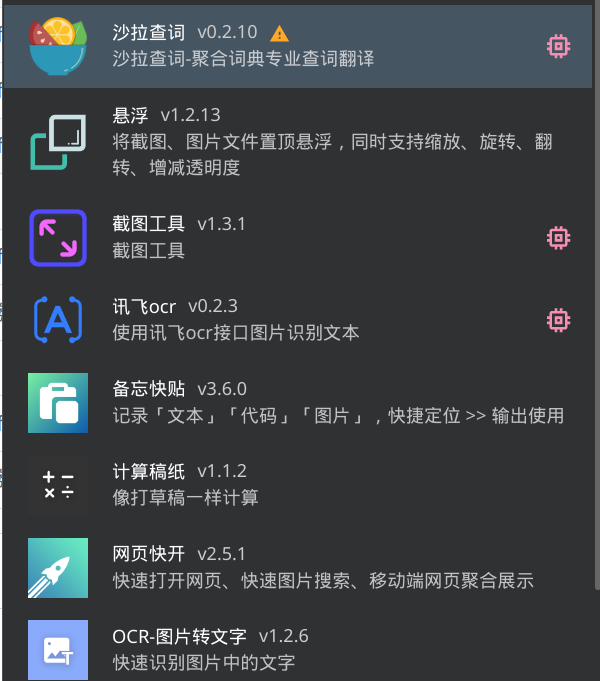 沙拉查词 v0.2.10
沙拉查词-聚合词典专业查词翻译
悬浮 v1.2.13
将截图、图片文件置顶悬浮，同时支持缩放、旋转、翻
转、增减透明度
截图工具 v1.3.1
截图工具
讯飞ocr v0.2.3
使用讯飞ocr接口图片识别文本
备忘快贴 v3.6.0
记录「文本」「代码」「图片」，快捷定位 >> 输出使用
计算稿纸 v1.1.2
像打草稿一样计算
网页快开 v2.5.1
快速打开网页、快速图片搜索、移动端网页聚合展示
OCR-图片转文字 v1.2.6
快速识别图片中的文字